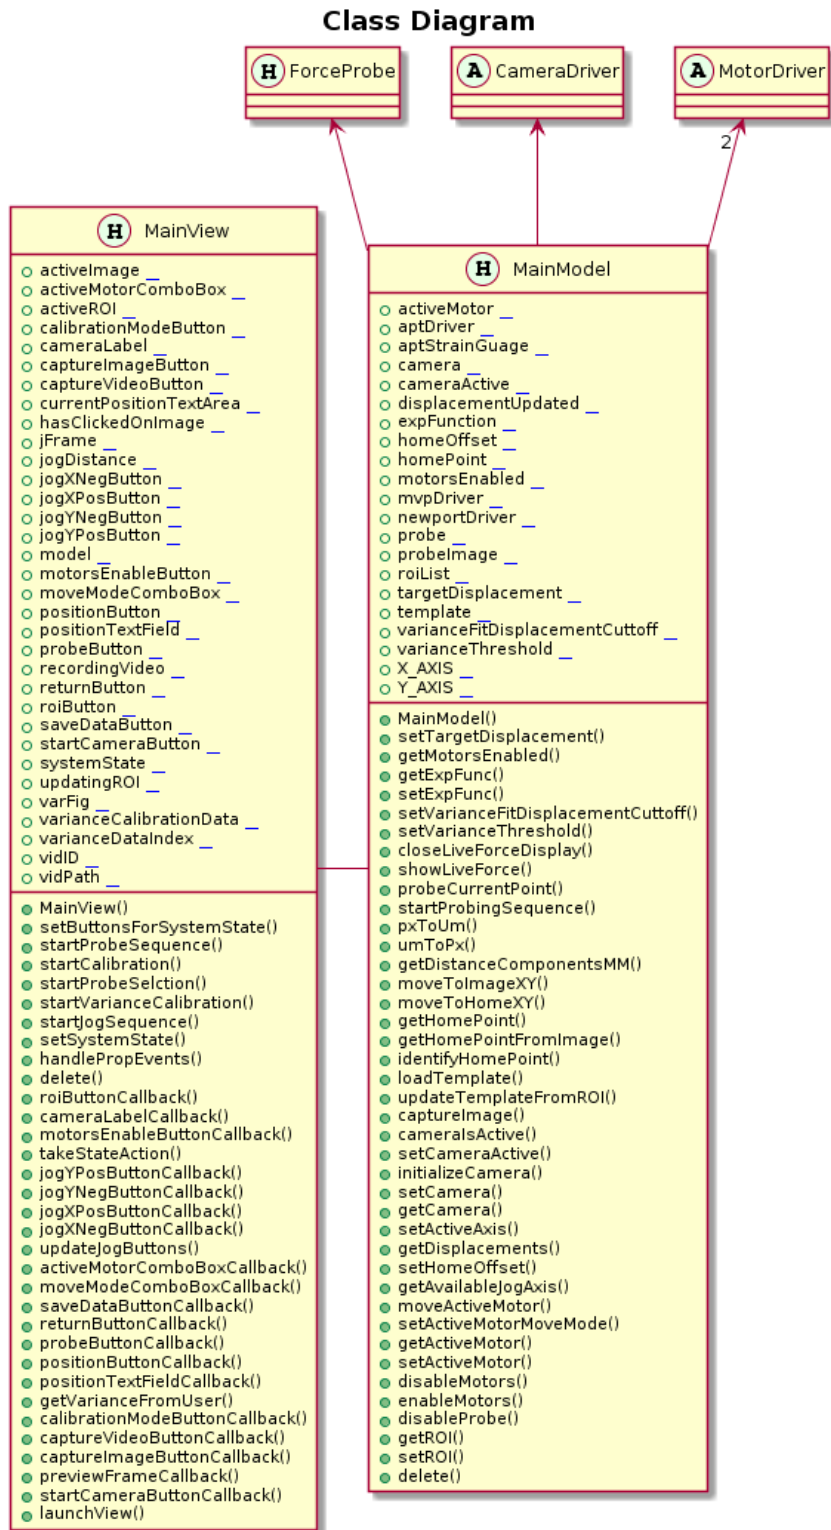 Class Diagram
H ForceProbe
A CameraDriver
A MotorDriver
2
H MainView
activeImage _
activeMotorComboBox _
activeROI _
calibrationModeButton _
cameraLabel _
captureImageButton _
captureVideoButton _
currentPositionTextArea _
hasClickedOnImage _
jFrame _
jogDistance _
jogXNegButton _
jogXPosButton _
jogYNegButton _
jogYPosButton _
model _
motorsEnableButton _
moveModeComboBox _
positionButton _
positionTextField _
probeButton _
recordingVideo _
returnButton _
roiButton _
saveDataButton _
startCameraButton _
systemState _
updatingROI _
varFig _
varianceCalibrationData _
varianceDataIndex _
vidID _
vidPath _
MainView()
setButtonsForSystemState()
startProbeSequence()
startCalibration()
startProbeSelction()
startVarianceCalibration()
startJogSequence()
setSystemState()
handlePropEvents()
delete()
roiButtonCallback()
cameraLabelCallback()
motorsEnableButtonCallback()
takeStateAction()
jogYPosButtonCallback()
jogYNegButtonCallback()
jogXPosButtonCallback()
jogXNegButtonCallback()
updateJogButtons()
activeMotorComboBoxCallback()
moveModeComboBoxCallback()
saveDataButtonCallback()
returnButtonCallback()
probeButtonCallback()
positionButtonCallback()
positionTextFieldCallback()
getVarianceFromUser()
calibrationModeButtonCallback()
captureVideoButtonCallback()
captureImageButtonCallback()
previewFrameCallback()
startCameraButtonCallback()
launchView()
H MainModel
activeMotor _
aptDriver _
aptStrainGuage _
camera _
cameraActive _
displacementUpdated _
expFunction _
homeOffset _
homePoint _
motorsEnabled _
mvpDriver _
newportDriver _
probe _
probeImage _
roiList _
targetDisplacement _
template _
varianceFitDisplacementCuttoff _
varianceThreshold _
X_AXIS _
Y_AXIS _
MainModel()
setTargetDisplacement()
getMotorsEnabled()
getExpFunc()
setExpFunc()
setVarianceFitDisplacementCuttoff()
setVarianceThreshold()
closeLiveForceDisplay()
showLiveForce()
probeCurrentPoint()
startProbingSequence()
pxToUm()
umToPx()
getDistanceComponentsMM()
moveToImageXY()
moveToHomeXY()
getHomePoint()
getHomePointFromImage()
identifyHomePoint()
loadTemplate()
updateTemplateFromROI()
captureImage()
cameraIsActive()
setCameraActive()
initializeCamera()
setCamera()
getCamera()
setActiveAxis()
getDisplacements()
setHomeOffset()
getAvailableJogAxis()
moveActiveMotor()
setActiveMotorMoveMode()
getActiveMotor()
setActiveMotor()
disableMotors()
enableMotors()
disableProbe()
getROI()
setROI()
delete()